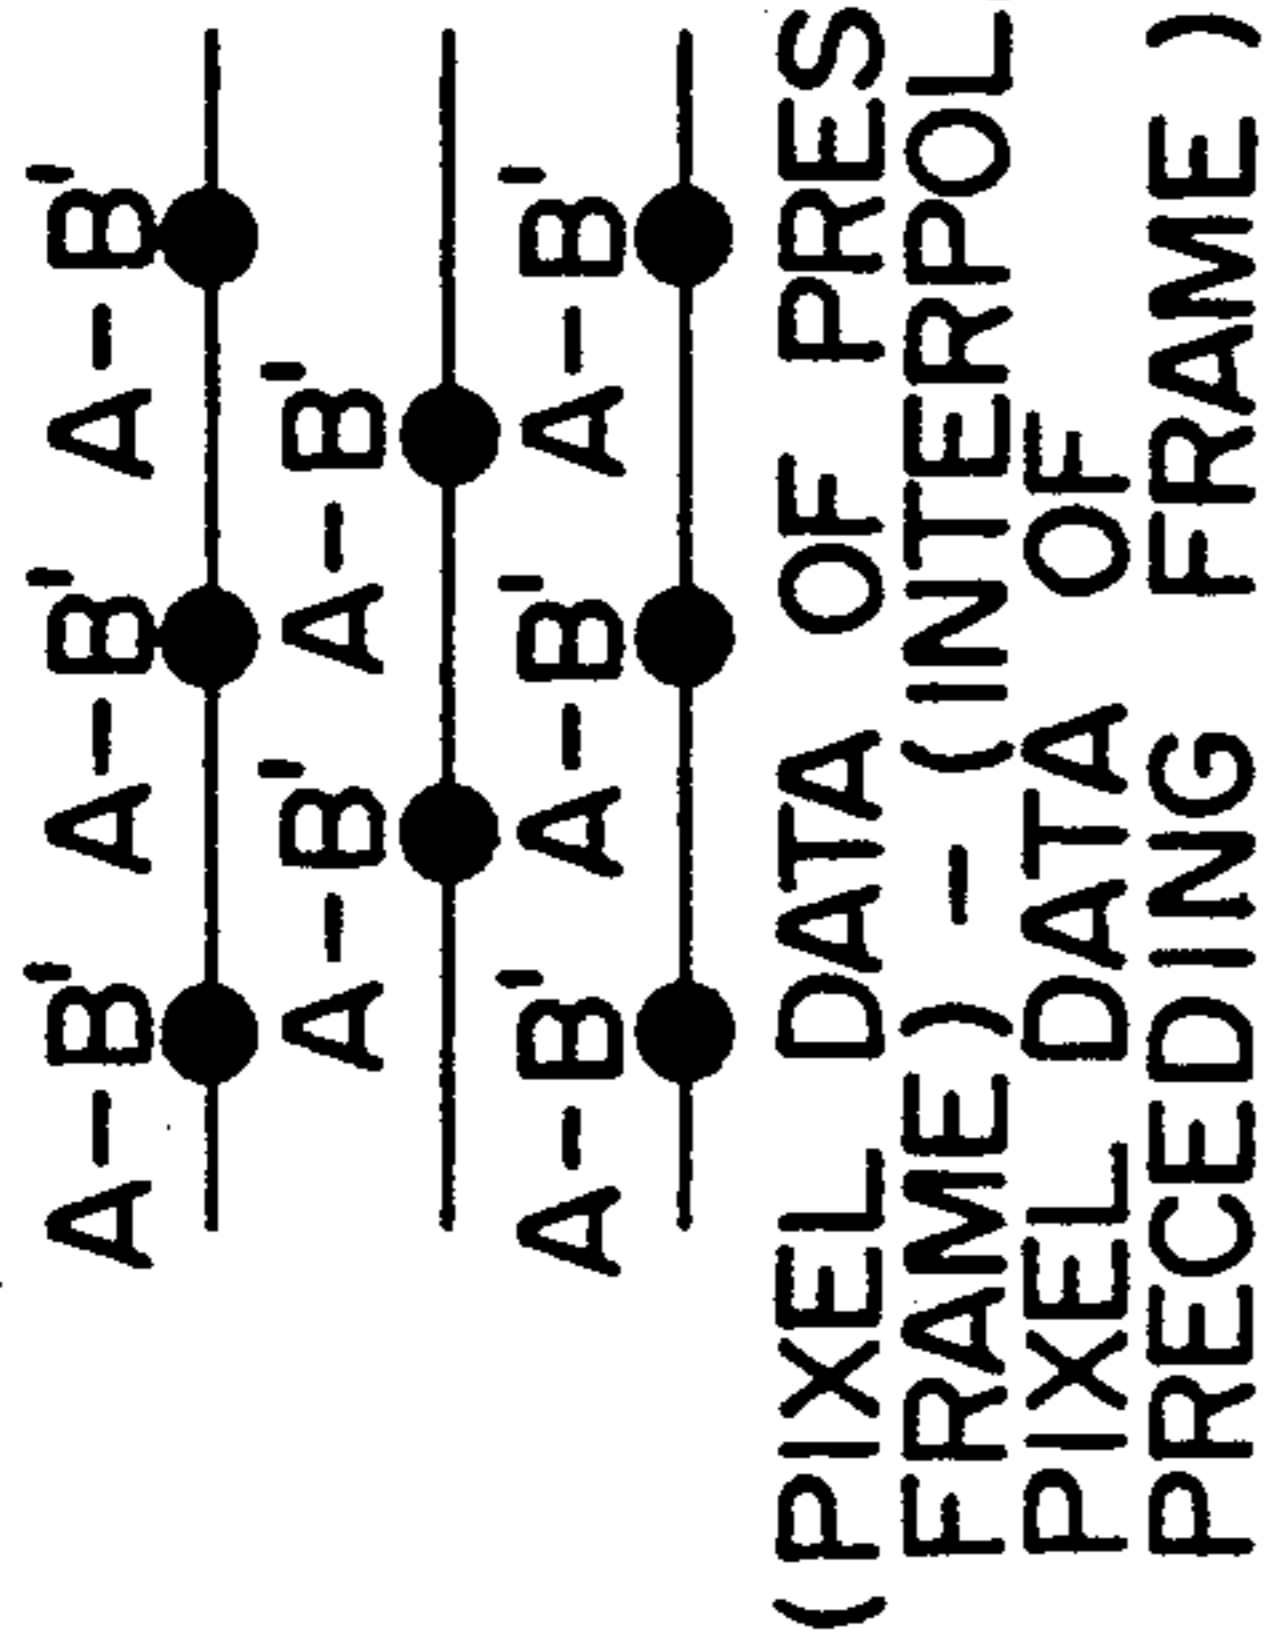 A-B' A-B' A-B'
A-B' A-B'
A-B' A-B' A-B'
(PIXEL DATA OF PRES
FRAME) - (INTERPOL
PIXEL DATA OF
PRECEDING FRAME)